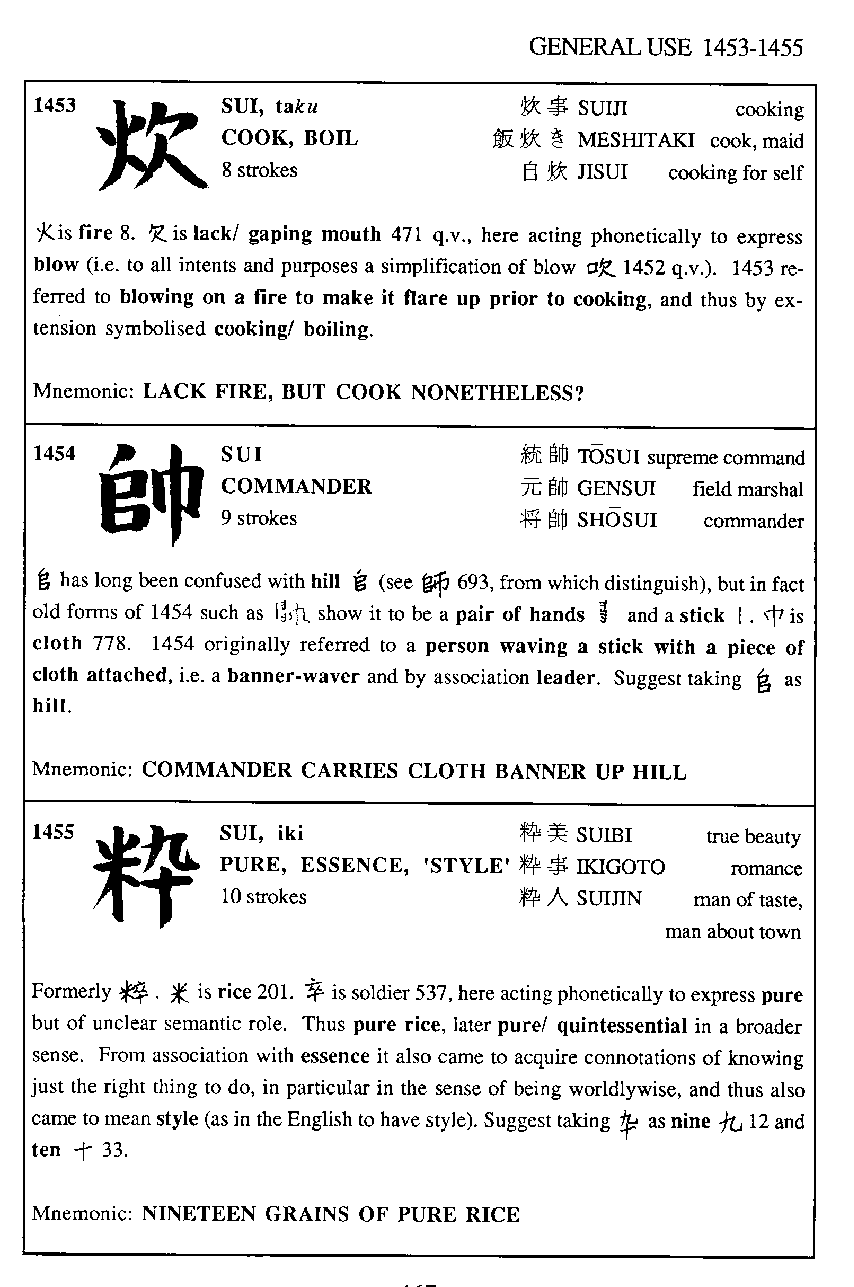 GENERAL USE 1453-1455
1453 炊 SUI, taku 炊事 SUIJI cooking
COOK, BOIL 飯炊き MESHITAKI cook, maid
8 strokes 自炊 JISUI cooking for self
火 is fire 8. 欠 is lack/ gaping mouth 471 q.v., here acting phonetically to express
blow (i.e. to all intents and purposes a simplification of blow 吹 1452 q.v.). 1453 re-
ferred to blowing on a fire to make it flare up prior to cooking, and thus by ex-
tension symbolised cooking/ boiling.
Mnemonic: LACK FIRE, BUT COOK NONETHELESS?
1454 帥 SUI 統帥 TŌSUI supreme command
COMMANDER 元帥 GENSUI field marshal
9 strokes 将帥 SHŌSUI commander
𠂤 has long been confused with hill 𠂤 (see 師 693, from which distinguish), but in fact
old forms of 1454 such as show it to be a pair of hands and a stick 丨. 巾 is
cloth 778. 1454 originally referred to a person waving a stick with a piece of
cloth attached, i.e. a banner-waver and by association leader. Suggest taking 𠂤 as
hill.
Mnemonic: COMMANDER CARRIES CLOTH BANNER UP HILL
1455 粋 SUI, iki 粋美 SUIBI true beauty
PURE, ESSENCE, 'STYLE' 粋事 IKIGOTO romance
10 strokes 粋人 SUIJIN man of taste,
man about town
Formerly 粹. 米 is rice 201. 卒 is soldier 537, here acting phonetically to express pure
but of unclear semantic role. Thus pure rice, later pure/ quintessential in a broader
sense. From association with essence it also came to acquire connotations of knowing
just the right thing to do, in particular in the sense of being worldlywise, and thus also
came to mean style (as in the English to have style). Suggest taking 卆 as nine 九 12 and
ten 十 33.
Mnemonic: NINETEEN GRAINS OF PURE RICE